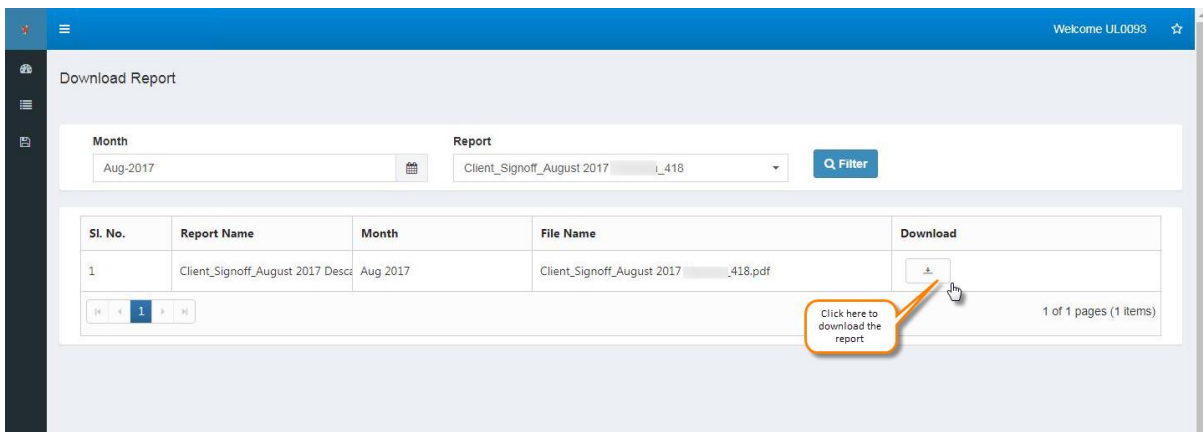 Welcome UL0093
Download Report
Month
Report
Aug-2017
Client_Signoff_August 2017 _418
Filter
Sl. No.
Report Name
Month
File Name
Download
1
Client_Signoff_August 2017 Desca
Aug 2017
Client_Signoff_August 2017 _418.pdf
1
1 of 1 pages (1 items)
Click here to
download the
report